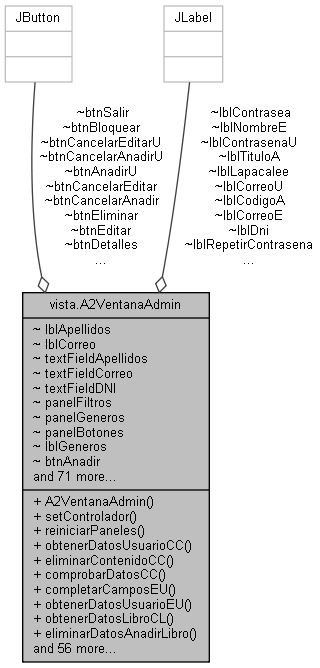 JButton
JLabel
~btnSalir
~btnBloquear
~btnCancelarEditarU
~btnCancelarAnadirU
~btnAnadirU
~btnCancelarEditar
~btnCancelarAnadir
~btnEliminar
~btnEditar
~btnDetalles
...
~lblContrasea
~lblNombreE
~lblContrasenaU
~lblTituloA
~lblLapacalee
~lblCorreoU
~lblCodigoA
~lblCorreoE
~lblDni
~lblRepetirContrasena
...
vista.A2VentanaAdmin
~ lblApellidos
~ lblCorreo
~ textFieldApellidos
~ textFieldCorreo
~ textFieldDNI
~ panelFiltros
~ panelGeneros
~ panelBotones
~ lblGeneros
~ btnAnadir
and 71 more...
+ A2VentanaAdmin()
+ setControlador()
+ reiniciarPaneles()
+ obtenerDatosUsuarioCC()
+ eliminarContenidoCC()
+ comprobarDatosCC()
+ completarCamposEU()
+ obtenerDatosUsuarioEU()
+ obtenerDatosLibroCL()
+ eliminarDatosAnadirLibro()
and 56 more...